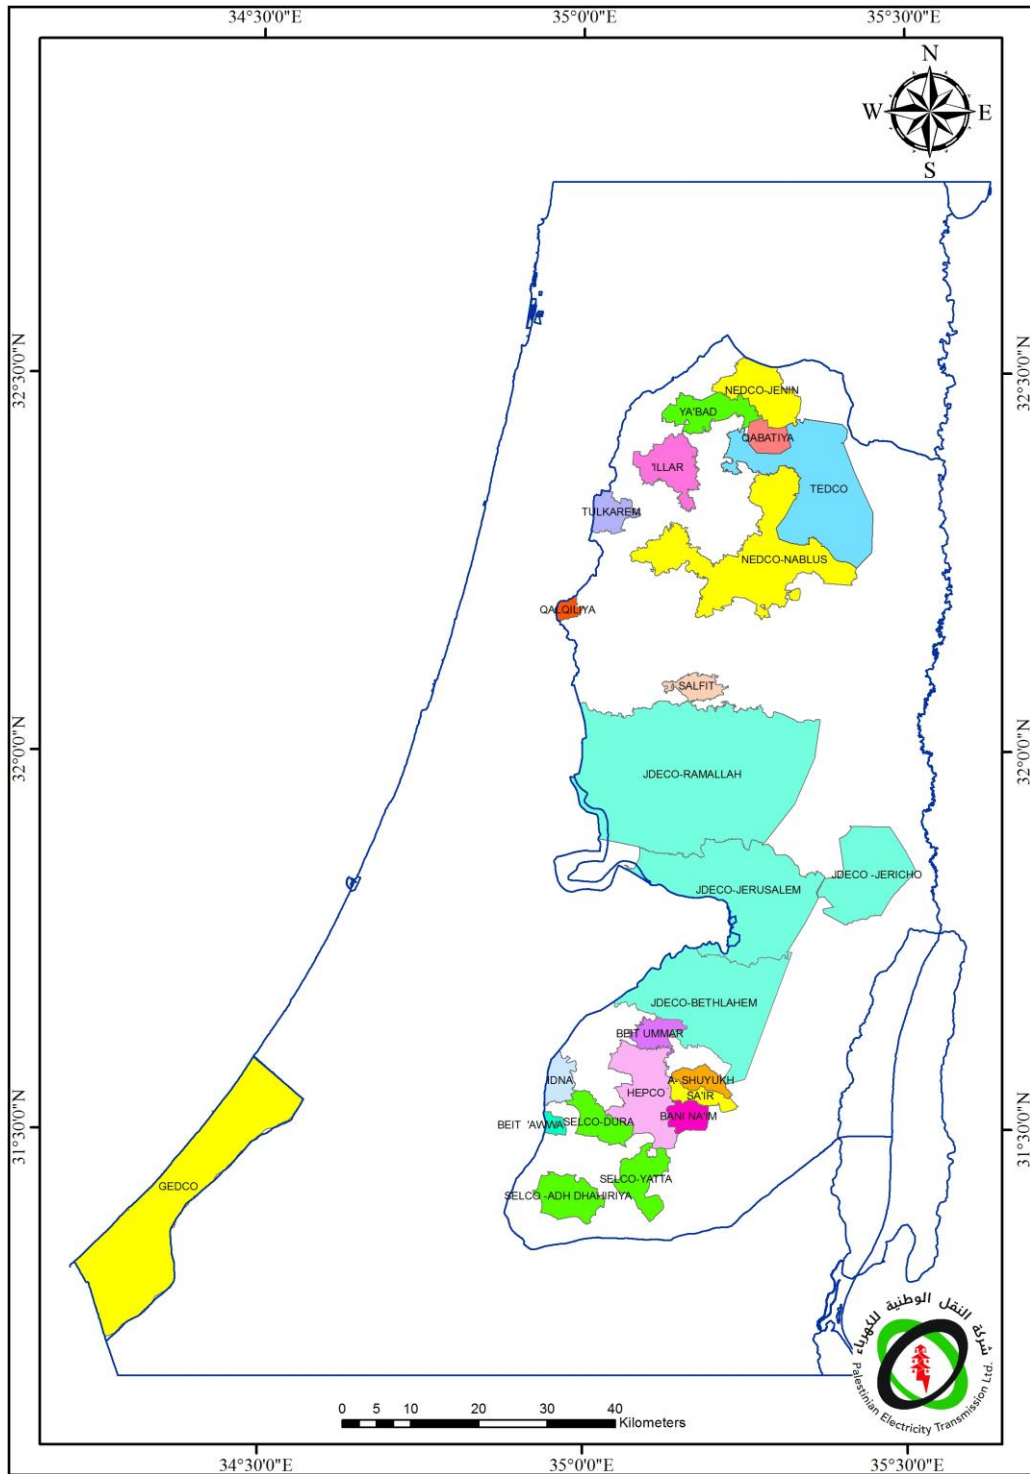 34°30'0"E
35°0'0"E
35°30'0"E
N
W
E
S
32°30'0"N
32°30'0"N
NEDCO-JENIN
YA'BAD
QABATIYA
'ILLAR
TEDCO
TULKAREM
NEDCO-NABLUS
QALQILIYA
SALFIT
32°0'0"N
32°0'0"N
JDECO-RAMALLAH
JDECO -JERICHO
JDECO-JERUSALEM
JDECO-BETHLAHEM
BEIT UMMAR
IDNA
A- SHUYUKH
HEPCO
SA'IR
BANI NA'IM
BEIT 'AWWA
SELCO-DURA
31°30'0"N
31°30'0"N
SELCO-YATTA
GEDCO
SELCO -ADH DHAHIRIYA
شركة النقل الوطنية للكهرباء
Palestinian Electricity Transmission Ltd.
0 5 10 20 30 40
Kilometers
34°30'0"E
35°0'0"E
35°30'0"E